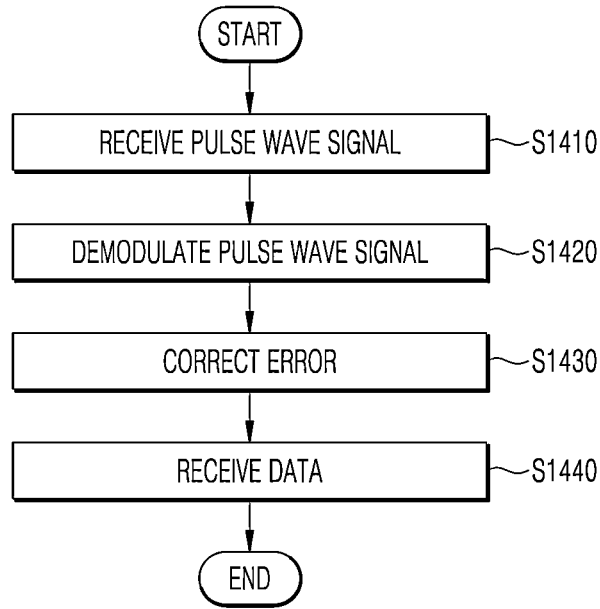 START
RECEIVE PULSE WAVE SIGNAL
S1410
DEMODULATE PULSE WAVE SIGNAL
S1420
CORRECT ERROR
S1430
RECEIVE DATA
S1440
END